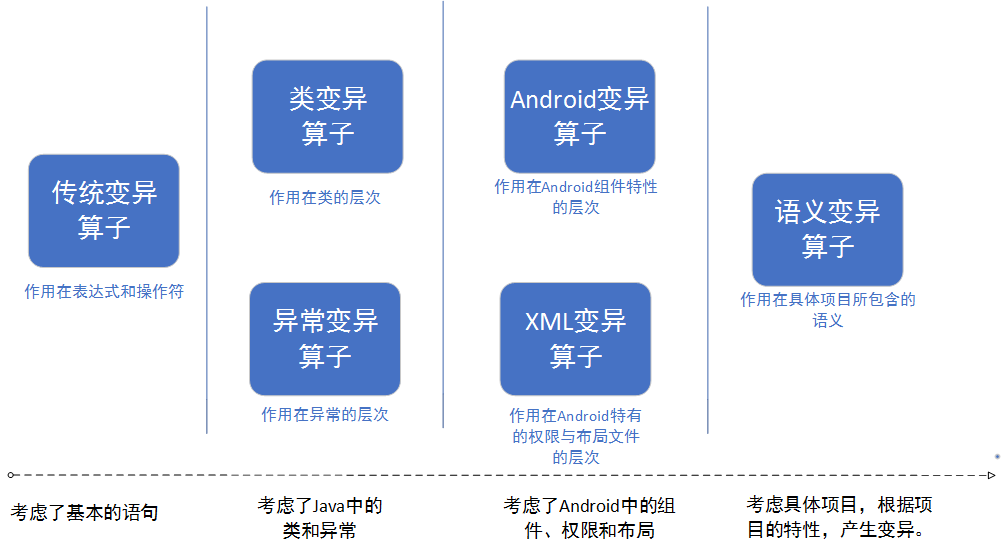 传统变异
算子
作用在表达式和操作符
类变异
算子
作用在类的层次
异常变异
算子
作用在异常的层次
Android变异
算子
作用在Android组件特性
的层次
XML变异
算子
作用在Android特有
的权限与布局文件
的层次
语义变异
算子
作用在具体项目所包含的
语义
考虑了基本的语句
考虑了Java中的
类和异常
考虑了Android中的组
件、权限和布局
考虑具体项目，根据项
目的特性，产生变异。